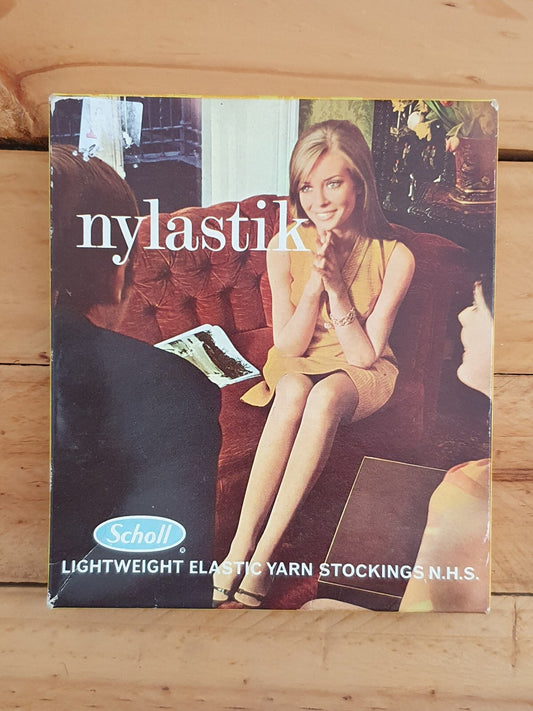 nylastik
Scholl
®
LIGHTWEIGHT ELASTIC YARN STOCKINGS N.H.S.